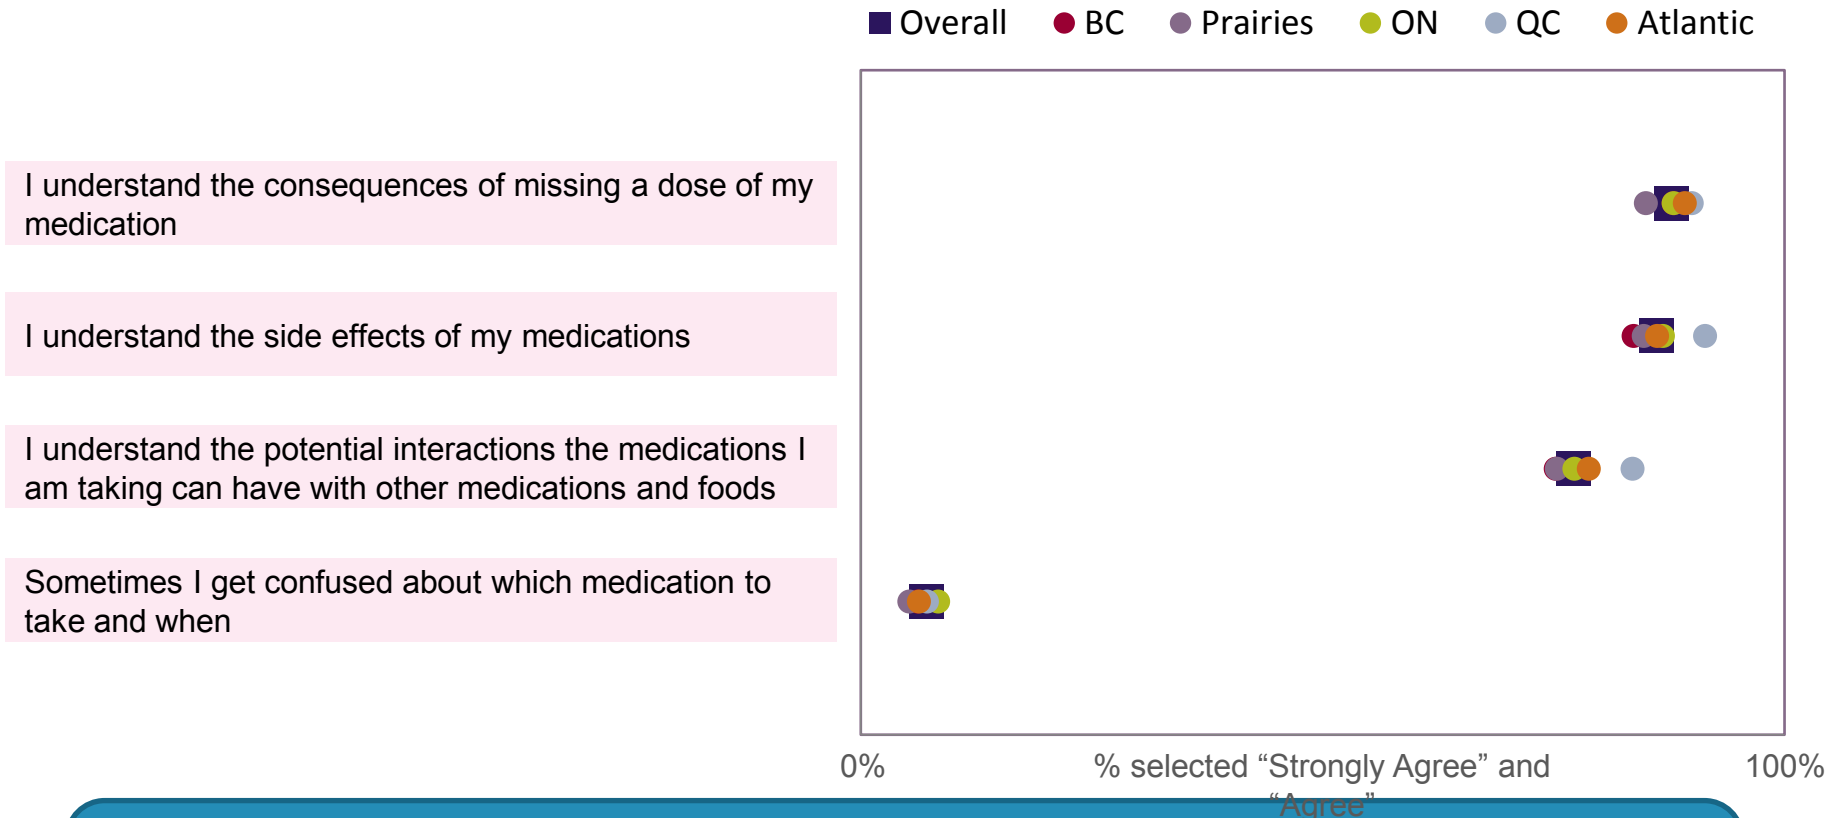 Overall BC Prairies ON QC Atlantic
I understand the consequences of missing a dose of my
medication
I understand the side effects of my medications
I understand the potential interactions the medications I
am taking can have with other medications and foods
Sometimes I get confused about which medication to
take and when
0% % selected “Strongly Agree” and 100%
“Agree”